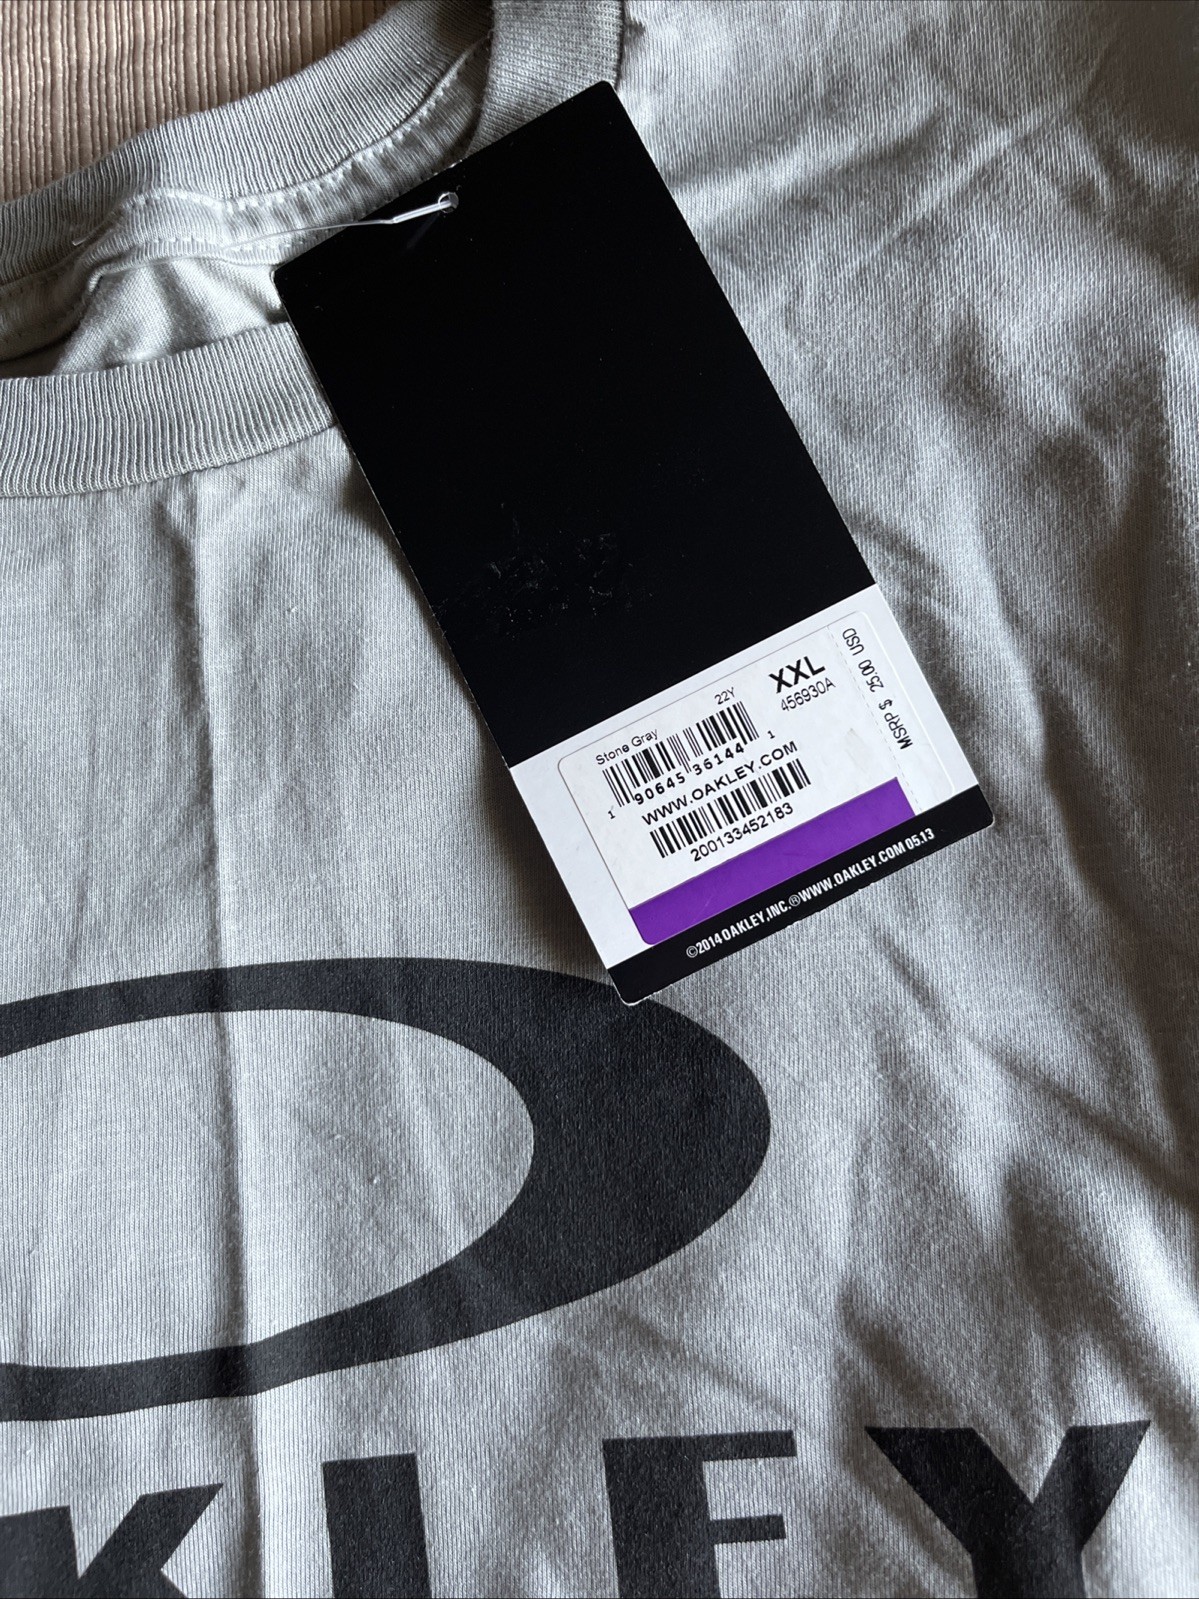 XXL
456930A
22Y
Stone Gray
1 90645 36144 1
WWW.OAKLEY.COM
200133452183
MSRP $ 25.00 USD
©2014 OAKLEY, INC.® WWW.OAKLEY.COM 05.13
KLEY